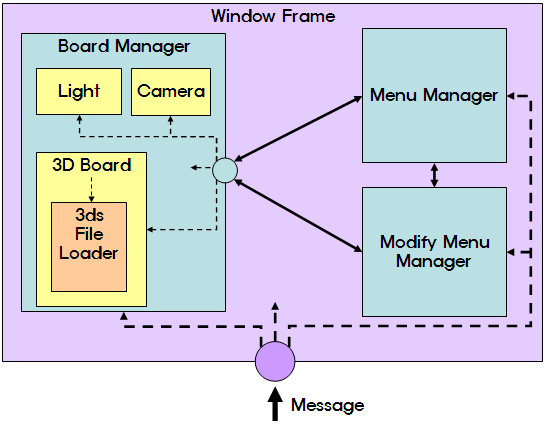 Window Frame
Board Manager
Light
Camera
3D Board
3ds
File
Loader
Menu Manager
Modify Menu
Manager
Message